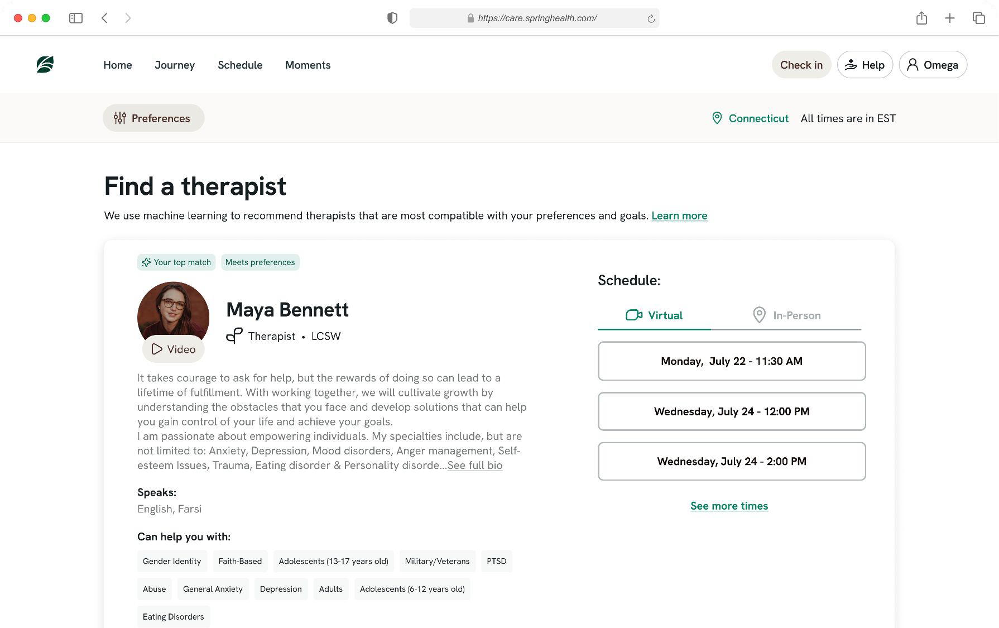 https://care.springhealth.com/
Home Journey Schedule Moments Check in Help Omega
Preferences Connecticut All times are in EST
Find a therapist
We use machine learning to recommend therapists that are most compatible with your preferences and goals. Learn more
Your top match Meets preferences
Maya Bennett
Therapist • LCSW
Video
It takes courage to ask for help, but the rewards of doing so can lead to a
lifetime of fulfillment. With working together, we will cultivate growth by
understanding the obstacles that you face and develop solutions that can help
you gain control of your life and achieve your goals.
I am passionate about empowering individuals. My specialties include, but are
not limited to: Anxiety, Depression, Mood disorders, Anger management, Self-
esteem Issues, Trauma, Eating disorder & Personality disorde...See full bio
Speaks:
English, Farsi
Can help you with:
Gender Identity Faith-Based Adolescents (13-17 years old) Military/Veterans PTSD
Abuse General Anxiety Depression Adults Adolescents (6-12 years old)
Eating Disorders
Schedule:
Virtual In-Person
Monday, July 22 - 11:30 AM
Wednesday, July 24 - 12:00 PM
Wednesday, July 24 - 2:00 PM
See more times